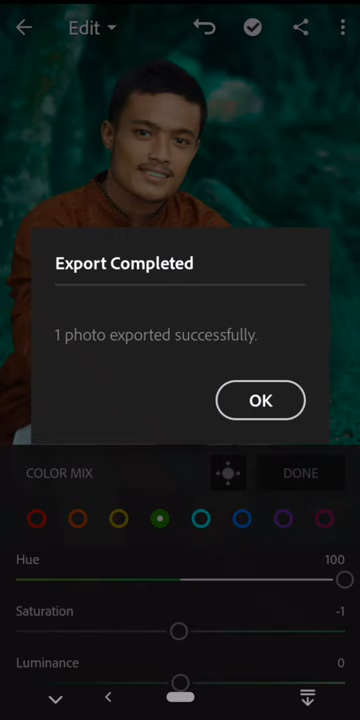 Edit
Export Completed
1 photo exported successfully.
OK
COLOR MIX
DONE
Hue 100
Saturation -1
Luminance 0